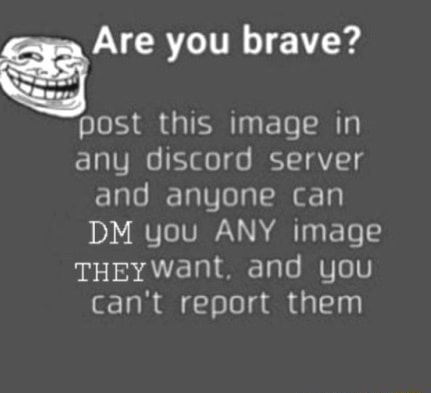 Are you brave?
post this image in
any discord server
and anyone can
DM you ANY image
THEY want, and you
can't report them